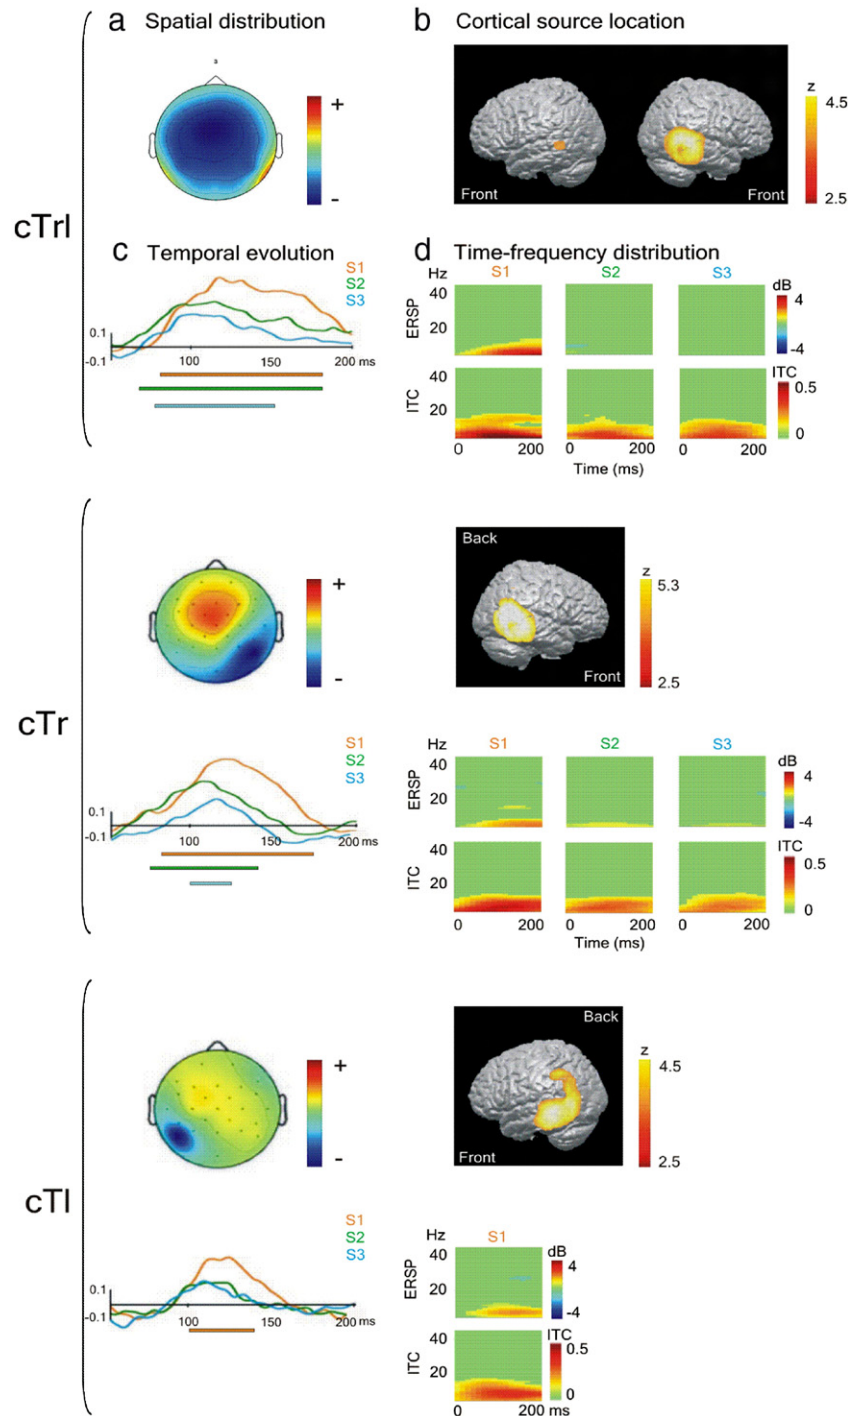 a Spatial distribution
b Cortical source location
+
-
z
4.5
2.5
Front
Front
cTrl
c Temporal evolution
S1
S2
S3
0.1
-0.1
100
150
200 ms
d Time-frequency distribution
Hz
S1
S2
S3
dB
40
20
ERSP
4
-4
ITC
40
20
ITC
0.5
0
0
200
0
200
0
200
Time (ms)
cTr
+
-
Back
Front
z
5.3
2.5
S1
S2
S3
0.1
-0.1
100
150
200 ms
Hz
S1
S2
S3
dB
40
20
ERSP
4
-4
ITC
40
20
ITC
0.5
0
0
200
0
200
0
200
Time (ms)
cTl
+
-
Back
Front
z
4.5
2.5
S1
S2
S3
0.1
-0.1
100
150
200 ms
Hz
S1
40
20
ERSP
dB
4
-4
40
20
ITC
ITC
0.5
0
0
200 ms